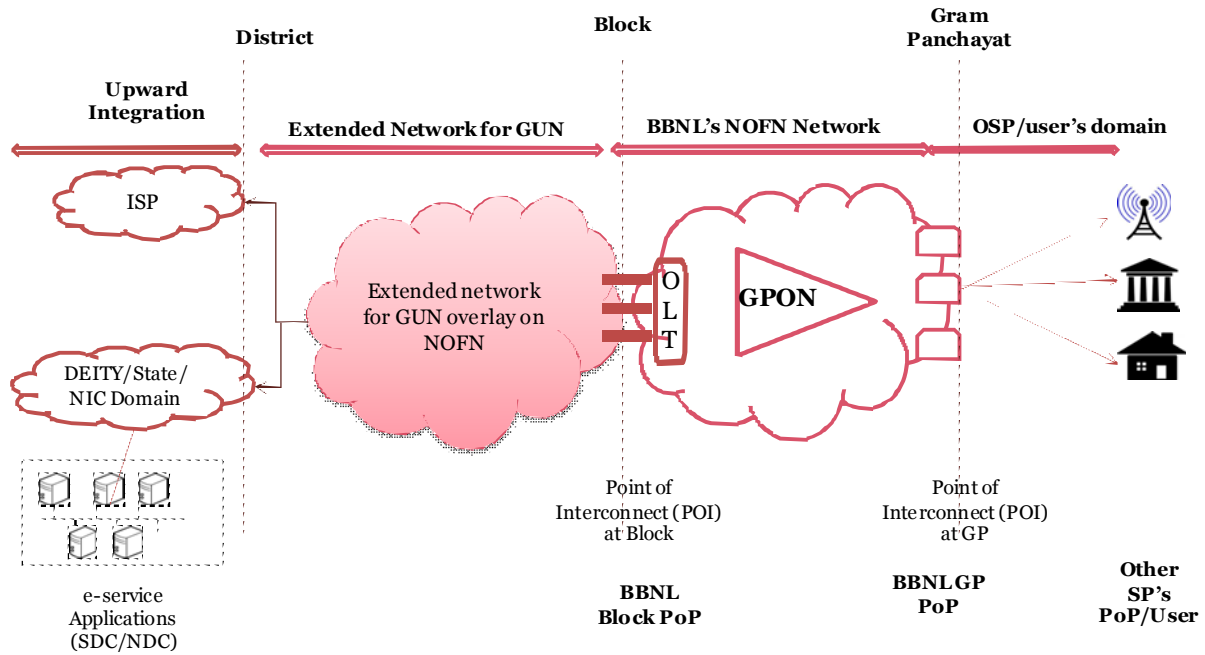 District
Block
Gram
Panchayat
Upward
Integration
Extended Network for GUN
BBNL's NOFN Network
OSP/user's domain
ISP
Extended network
for GUN overlay on
NOFN
O
L
T
GPON
DEITY/State/
NIC Domain
Point of
Interconnect (POI)
at Block
Point of
Interconnect (POI)
at GP
e-service
Applications
(SDC/NDC)
BBNL
Block PoP
BBNL GP
PoP
Other
SP's
PoP/User